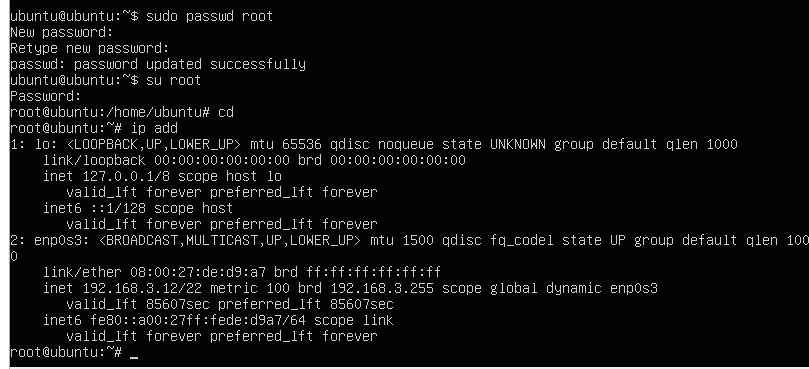 ubuntu@ubuntu:~$ sudo passwd root
New password:
Retype new password:
passwd: password updated successfully
ubuntu@ubuntu:~$ su root
Password:
root@ubuntu:/home/ubuntu# cd
root@ubuntu:~# ip add
1: lo: <LOOPBACK,UP,LOWER_UP> mtu 65536 qdisc noqueue state UNKNOWN group default qlen 1000
    link/loopback 00:00:00:00:00:00 brd 00:00:00:00:00:00
    inet 127.0.0.1/8 scope host lo
       valid_lft forever preferred_lft forever
    inet6 ::1/128 scope host
       valid_lft forever preferred_lft forever
2: enp0s3: <BROADCAST,MULTICAST,UP,LOWER_UP> mtu 1500 qdisc fq_codel state UP group default qlen 100
0
    link/ether 08:00:27:de:d9:a7 brd ff:ff:ff:ff:ff:ff
    inet 192.168.3.12/22 metric 100 brd 192.168.3.255 scope global dynamic enp0s3
       valid_lft 85607sec preferred_lft 85607sec
    inet6 fe80::a00:27ff:fede:d9a7/64 scope link
       valid_lft forever preferred_lft forever
root@ubuntu:~# _